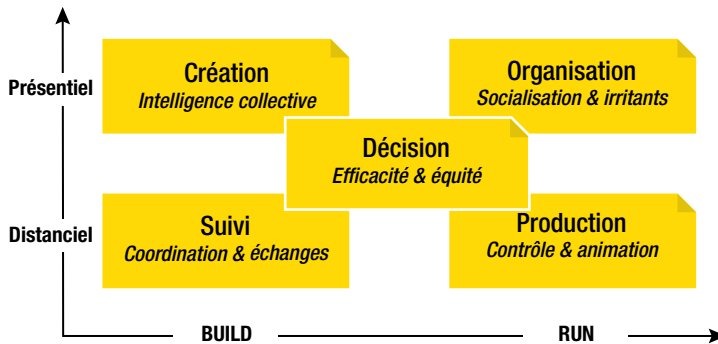 Présentiel
Création
Intelligence collective
Organisation
Socialisation & irritants
Décision
Efficacité & équité
Distanciel
Suivi
Coordination & échanges
Production
Contrôle & animation
BUILD
RUN